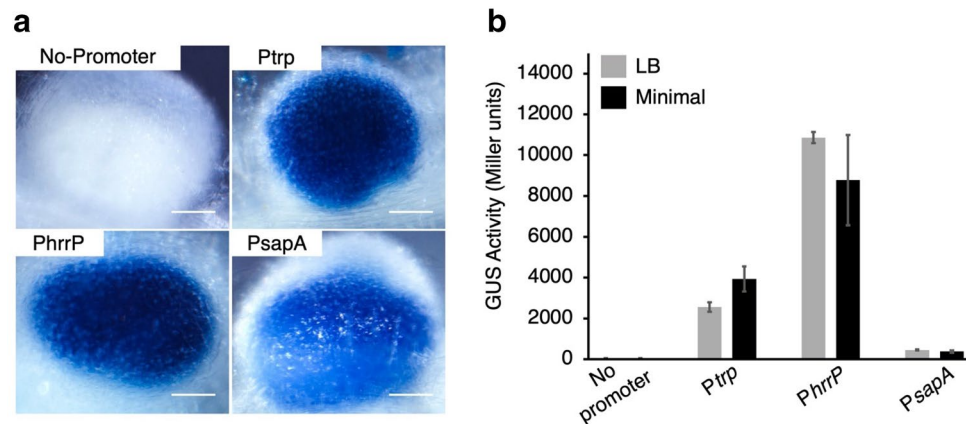 a
No-Promoter
Ptrp
PhrrP
PsapA
b
LB
Minimal
GUS Activity (Miller units)
14000
12000
10000
8000
6000
4000
2000
0
No
promoter
Ptrp
PhrrP
PsapA